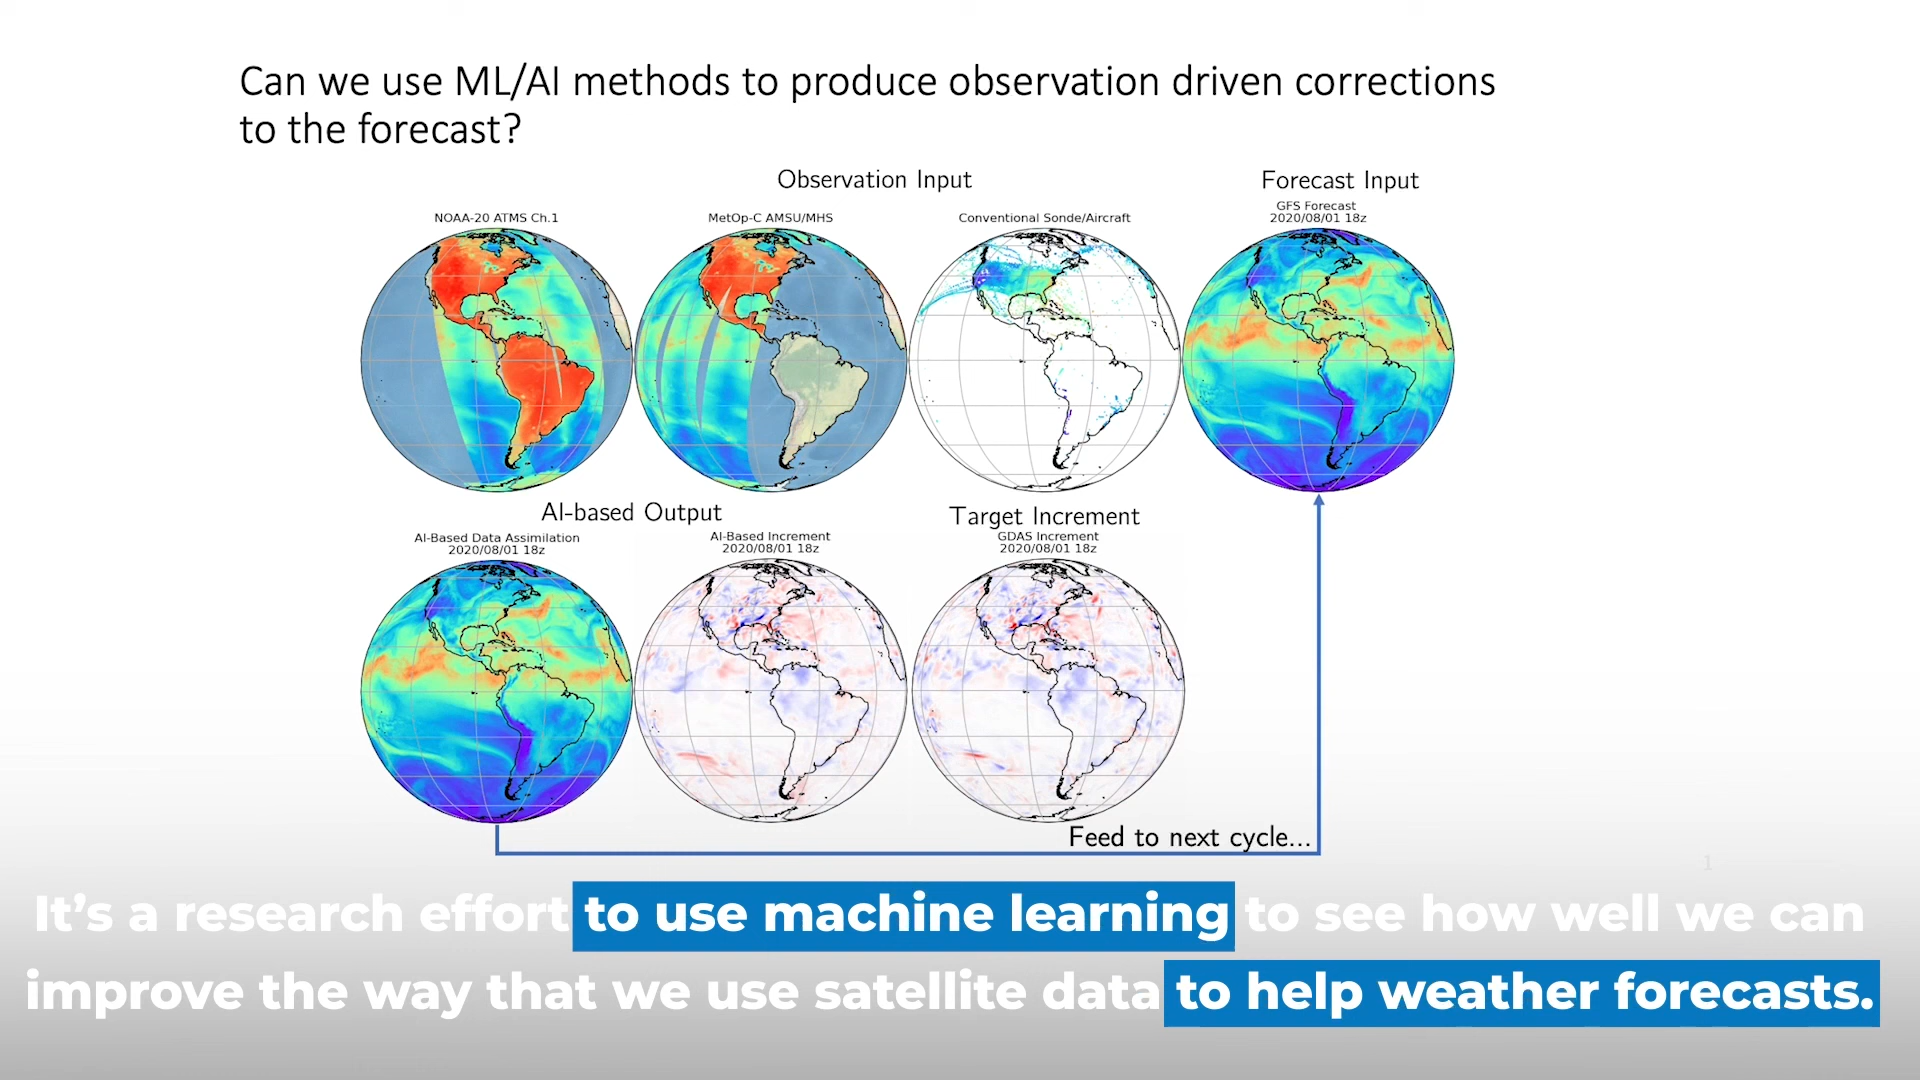 Can we use ML/AI methods to produce observation driven corrections
to the forecast?
Observation Input
Forecast Input
NOAA-20 ATMS Ch.1
MetOp-C AMSU/MHS
Conventional Sonde/Aircraft
GFS Forecast
2020/08/01 18z
AI-based Output
Target Increment
AI-Based Data Assimilation
2020/08/01 18z
AI-Based Increment
2020/08/01 18z
GDAS Increment
2020/08/01 18z
Feed to next cycle...
1
It's a research effort to use machine learning to see how well we can
improve the way that we use satellite data to help weather forecasts.